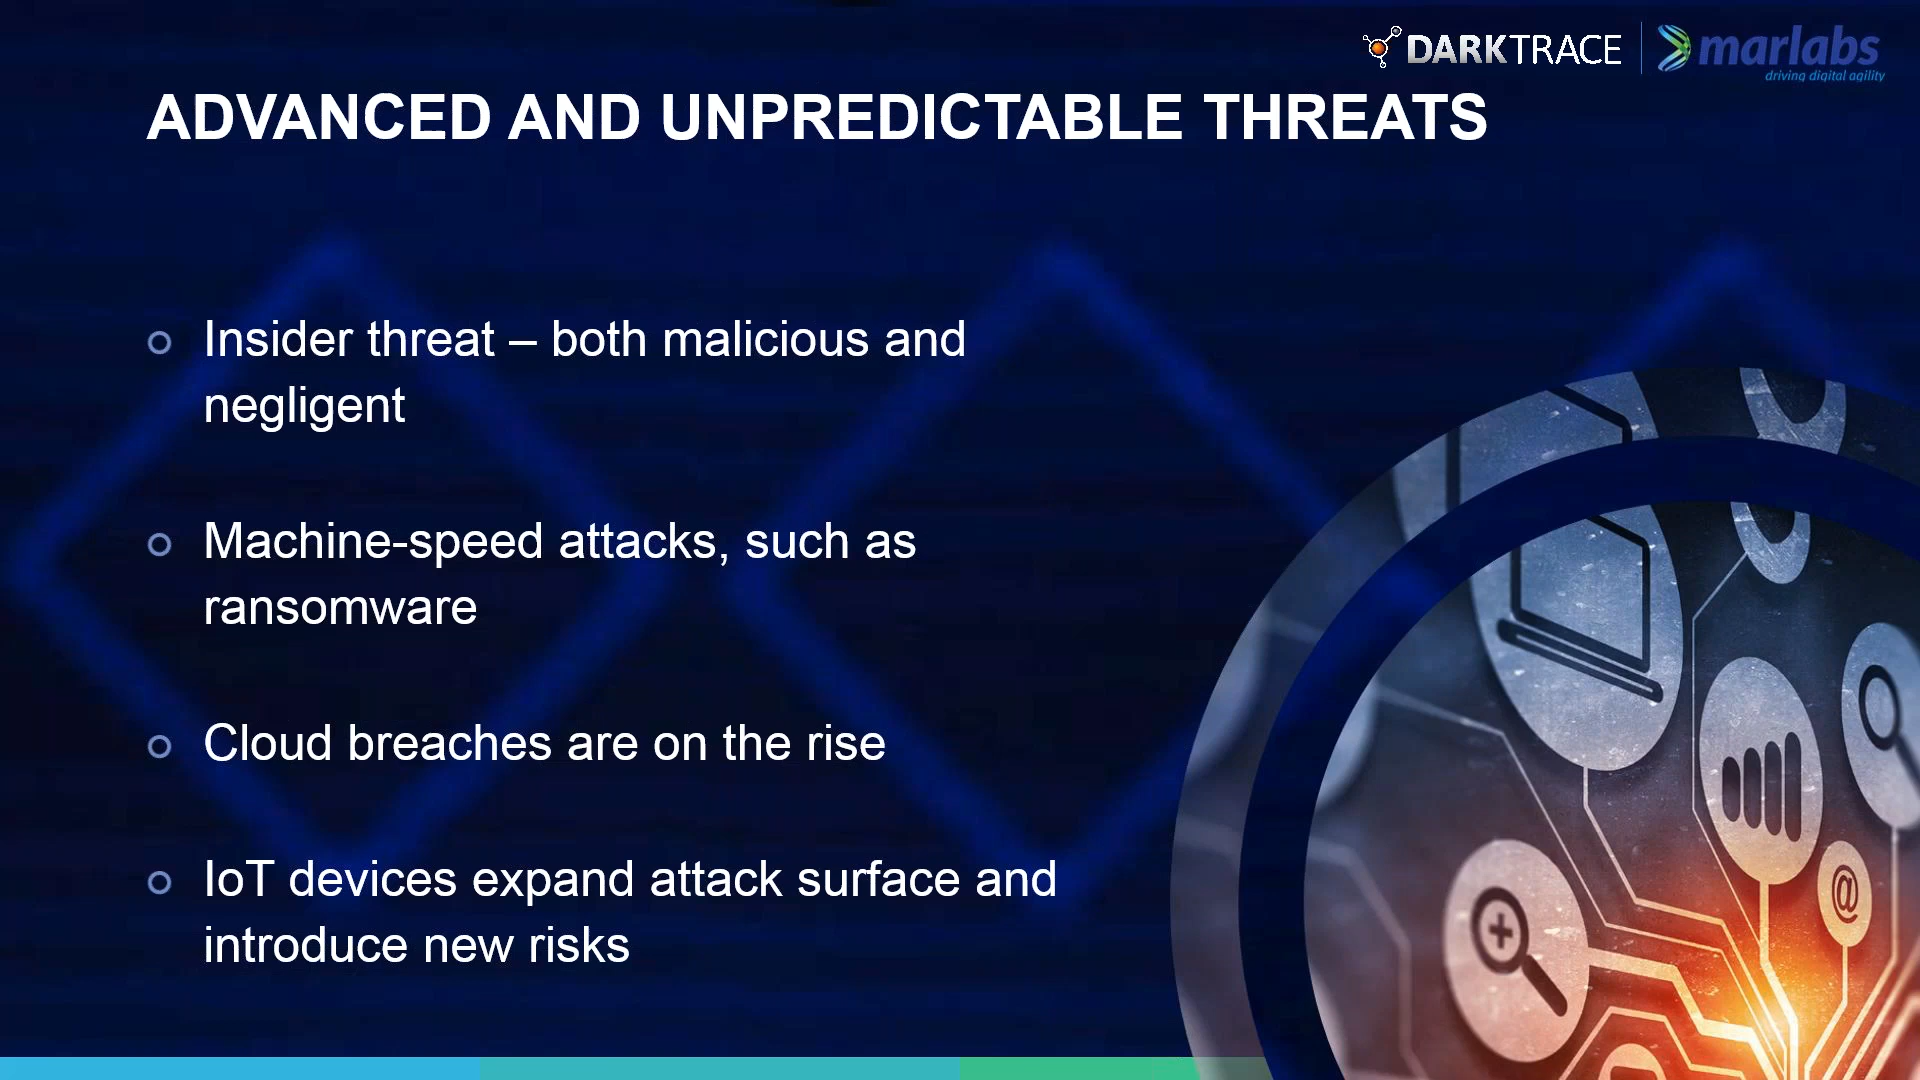 DARKTRACE
marlabs
driving digital agility
ADVANCED AND UNPREDICTABLE THREATS
Insider threat – both malicious and
negligent
Machine-speed attacks, such as
ransomware
Cloud breaches are on the rise
IoT devices expand attack surface and
introduce new risks
@